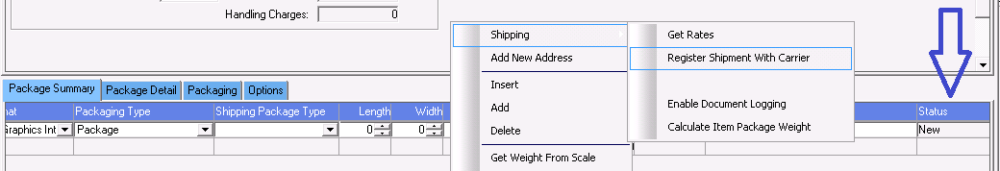 Handling Charges: 0
Shipping
Get Rates
Add New Address
Register Shipment With Carrier
Insert
Add
Enable Document Logging
Delete
Calculate Item Package Weight
Get Weight From Scale
Package Summary Package Detail Packaging Options
nat Packaging Type Shipping Package Type Length Width Status
Graphics Int Package 0 0 New